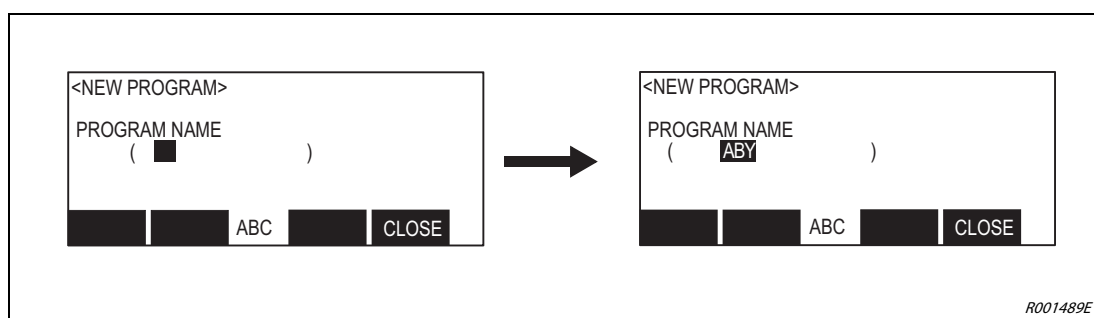 <NEW PROGRAM>
PROGRAM NAME
( )
ABC CLOSE
<NEW PROGRAM>
PROGRAM NAME
( ABY )
ABC CLOSE
R001489E